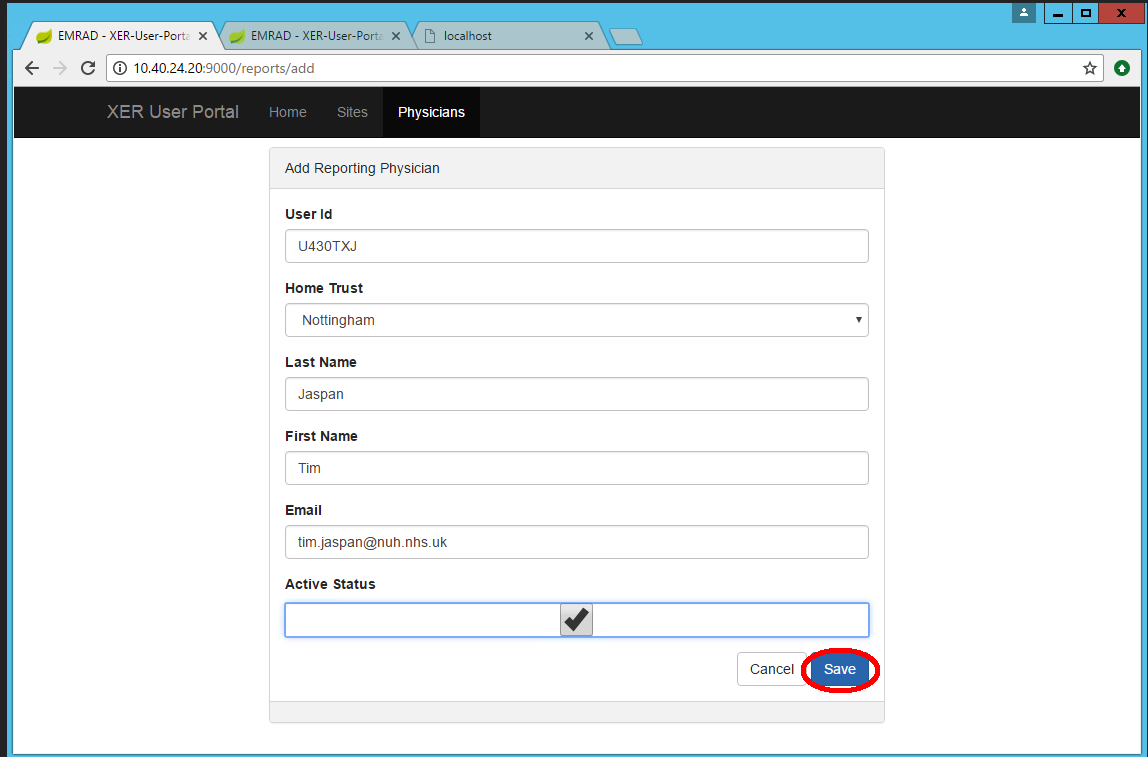 EMRAD - XER-User-Porta
EMRAD - XER-User-Porta
localhost
10.40.24.20:9000/reports/add
XER User Portal
Home
Sites
Physicians
Add Reporting Physician
User Id
U430TXJ
Home Trust
Nottingham
Last Name
Jaspan
First Name
Tim
Email
tim.jaspan@nuh.nhs.uk
Active Status
Cancel
Save